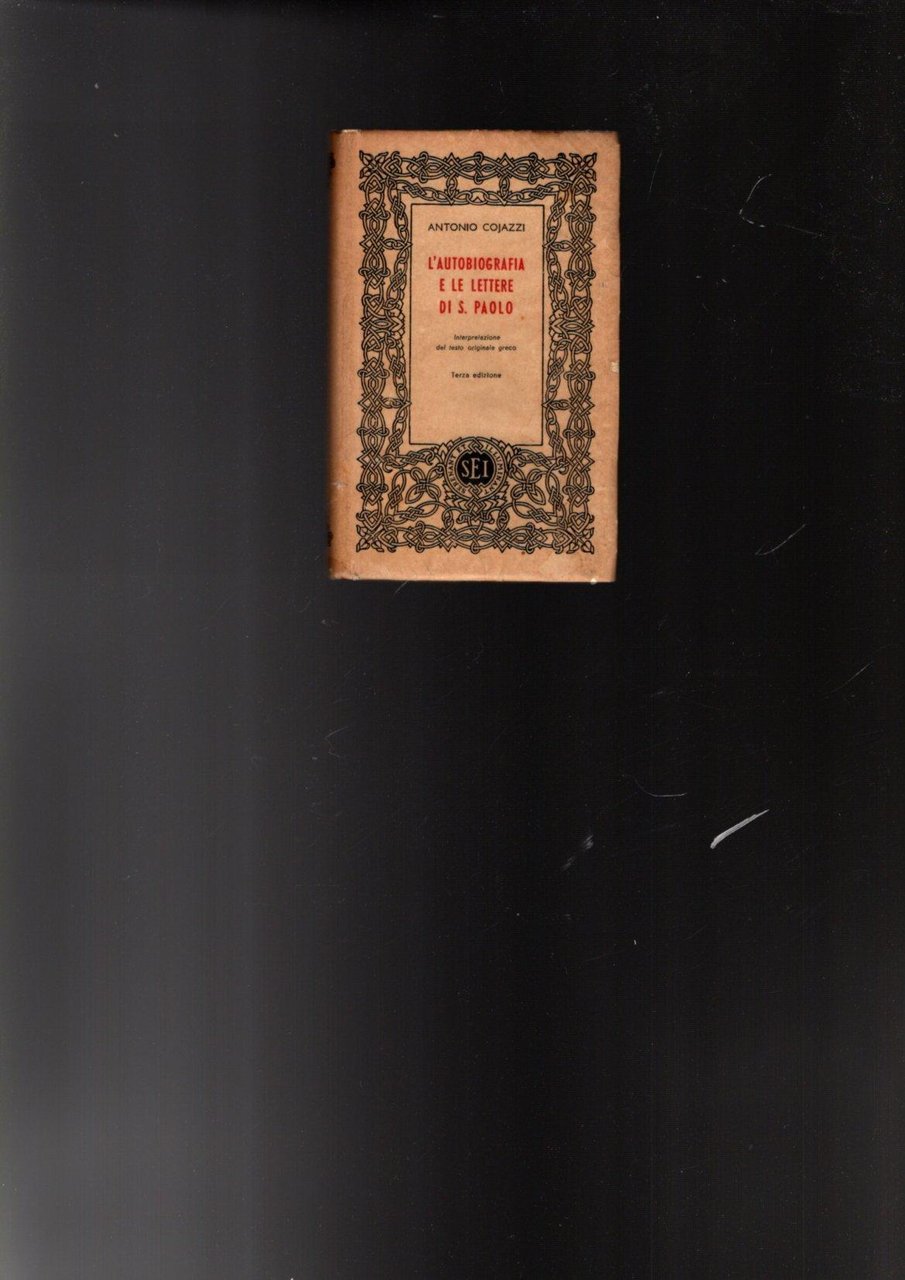 ANTONIO COJAZZI
L'AUTOBIOGRAFIA
E LE LETTERE
DI S. PAOLO
Interpretazione
del testo originale greco
Terza edizione
SEI